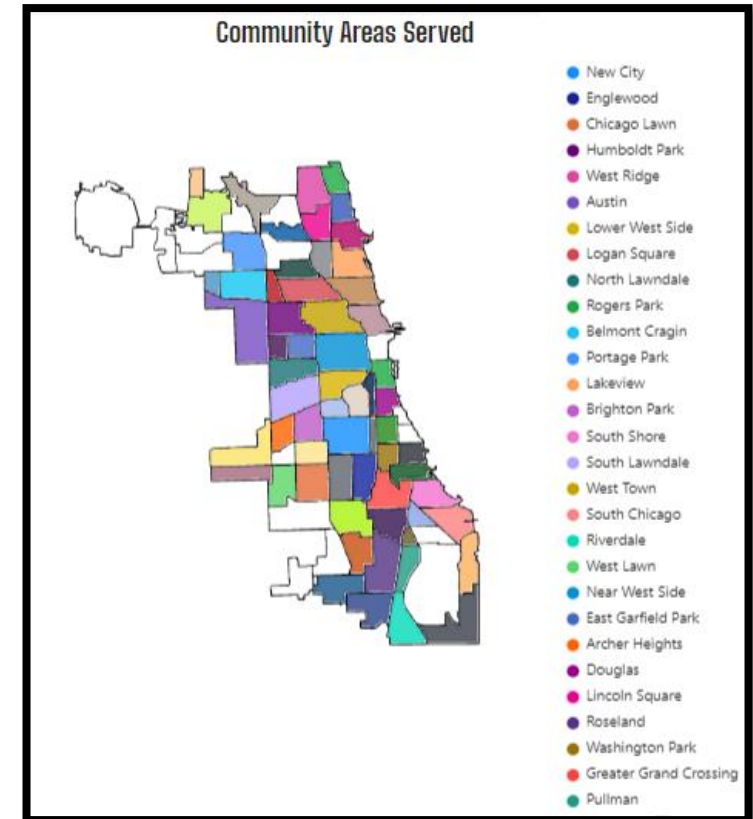 Community Areas Served
New City
Englewood
Chicago Lawn
Humboldt Park
West Ridge
Austin
Lower West Side
Logan Square
North Lawndale
Rogers Park
Belmont Cragin
Portage Park
Lakeview
Brighton Park
South Shore
South Lawndale
West Town
South Chicago
Riverdale
West Lawn
Near West Side
East Garfield Park
Archer Heights
Douglas
Lincoln Square
Roseland
Washington Park
Greater Grand Crossing
Pullman